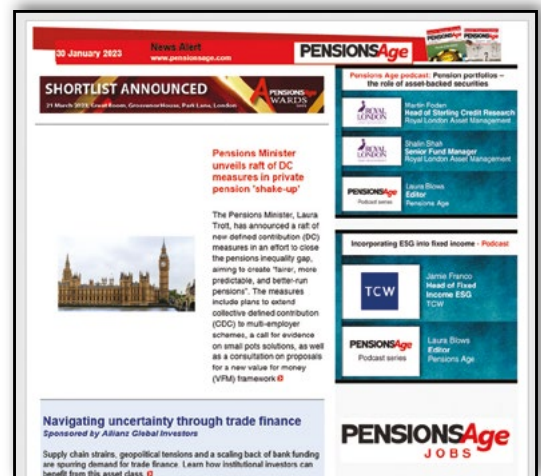 30 January 2023
News Alert
www.pensionsage.com
PENSIONSAge
SHORTLIST ANNOUNCED
21 March 2023, Great Room, Grosvenor House, Park Lane, London
PENSIONSAge
AWARDS
Pensions Minister
unveils raft of DC
measures in private
pension 'shake-up'
The Pensions Minister, Laura
Trott, has announced a raft of
new defined contribution (DC)
measures in an effort to close
the pensions inequality gap,
aiming to create "fairer, more
predictable, and better-run
pensions". The measures
include plans to extend
collective defined contribution
(CDC) to multi-employer
schemes, a call for evidence
on small pots solutions, as well
as a consultation on proposals
for a new value for money
(VFM) framework
Navigating uncertainty through trade finance
Sponsored by Allianz Global Investors
Supply chain strains, geopolitical tensions and a scaling back of bank funding
are spurring demand for trade finance. Learn how institutional investors can
benefit from this asset class.
Pensions Age podcast: Pension portfolios –
the role of asset-backed securities
ROYAL
LONDON
Martin Foden
Head of Sterling Credit Research
Royal London Asset Management
ROYAL
LONDON
Shalin Shah
Senior Fund Manager
Royal London Asset Management
PENSIONSAge
Podcast series
Laura Blows
Editor
Pensions Age
Incorporating ESG into fixed income - Podcast
TCW
Jamie Franco
Head of Fixed
Income ESG
TCW
PENSIONSAge
Podcast series
Laura Blows
Editor
Pensions Age
PENSIONSAge
JOBS